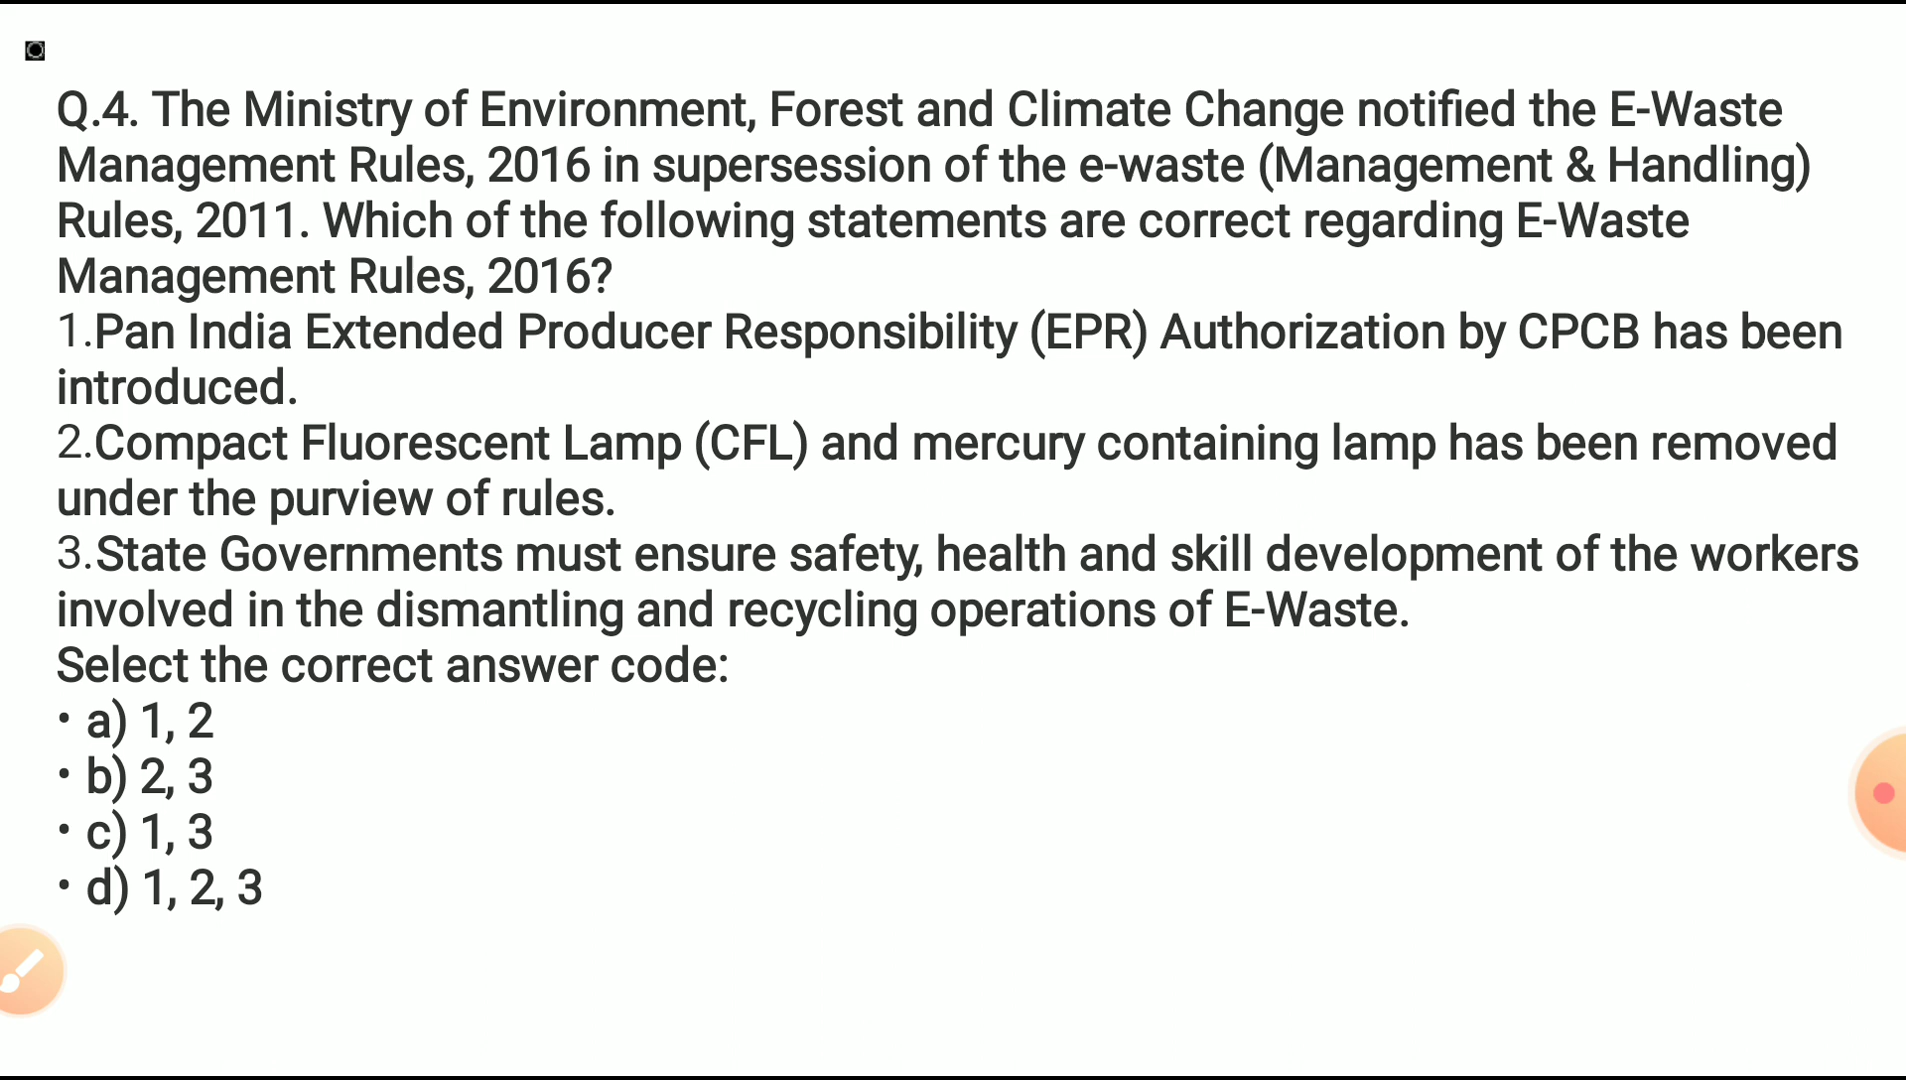 Q.4. The Ministry of Environment, Forest and Climate Change notified the E-Waste
Management Rules, 2016 in supersession of the e-waste (Management & Handling)
Rules, 2011. Which of the following statements are correct regarding E-Waste
Management Rules, 2016?
1.Pan India Extended Producer Responsibility (EPR) Authorization by CPCB has been
introduced.
2.Compact Fluorescent Lamp (CFL) and mercury containing lamp has been removed
under the purview of rules.
3.State Governments must ensure safety, health and skill development of the workers
involved in the dismantling and recycling operations of E-Waste.
Select the correct answer code:
• a) 1, 2
• b) 2, 3
• c) 1, 3
• d) 1, 2, 3